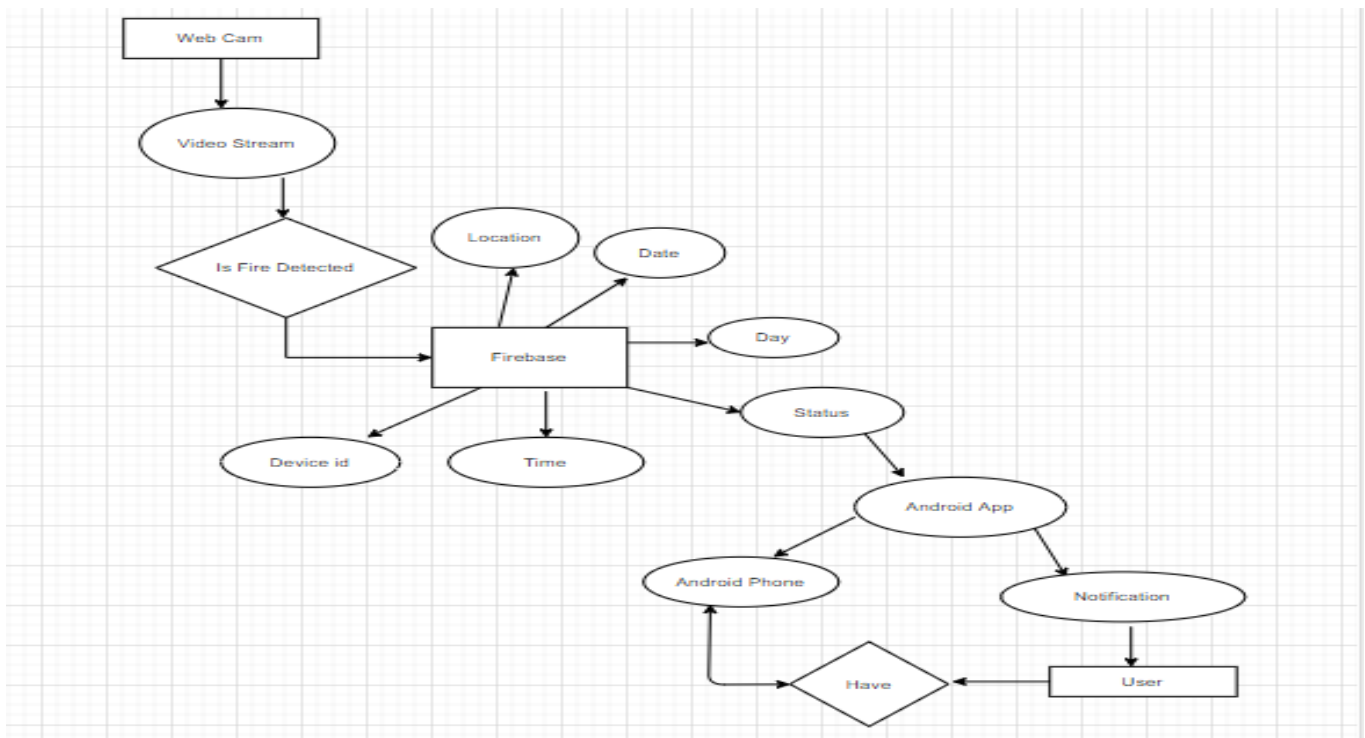 Web Cam
Video Stream
Is Fire Detected
Location
Date
Day
Firebase
Status
Device id
Time
Android App
Android Phone
Notification
Have
User